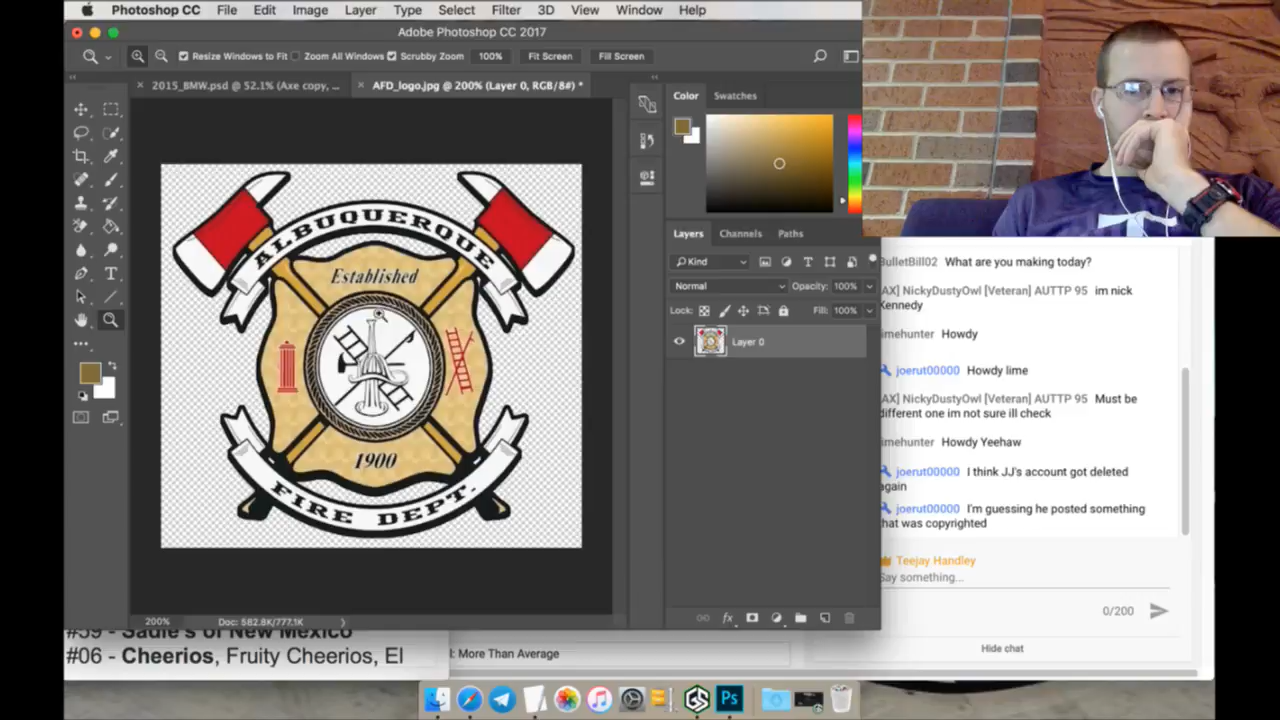 Photoshop CC File Edit Image Layer Type Select Filter 3D View Window Help
Adobe Photoshop CC 2017
Resize Windows to Fit Zoom All Windows Scrubby Zoom 100% Fit Screen Fill Screen
2015_BMW.psd @ 52.1% (Axe copy, ...
AFD_logo.jpg @ 200% (Layer 0, RGB/8#) *
Color Swatches
ALBUQUERQUE
Established
1900
FIRE DEPT.
Layers Channels Paths
Kind
Normal Opacity: 100%
Lock: Fill: 100%
Layer 0
200% Doc: 582.8K/777.1K
BulletBill02 What are you making today?
AX] NickyDustyOwl [Veteran] AUTTP 95 im nick
Kennedy
imehunter Howdy
joerut00000 Howdy lime
AX] NickyDustyOwl [Veteran] AUTTP 95 Must be
different one im not sure ill check
imehunter Howdy Yeehaw
joerut00000 I think JJ's account got deleted
again
joerut00000 I'm guessing he posted something
that was copyrighted
Teejay Handley
Say something...
0/200
Hide chat
#59 - Sadie's of New Mexico
#06 - Cheerios, Fruity Cheerios, El
: More Than Average
Ps